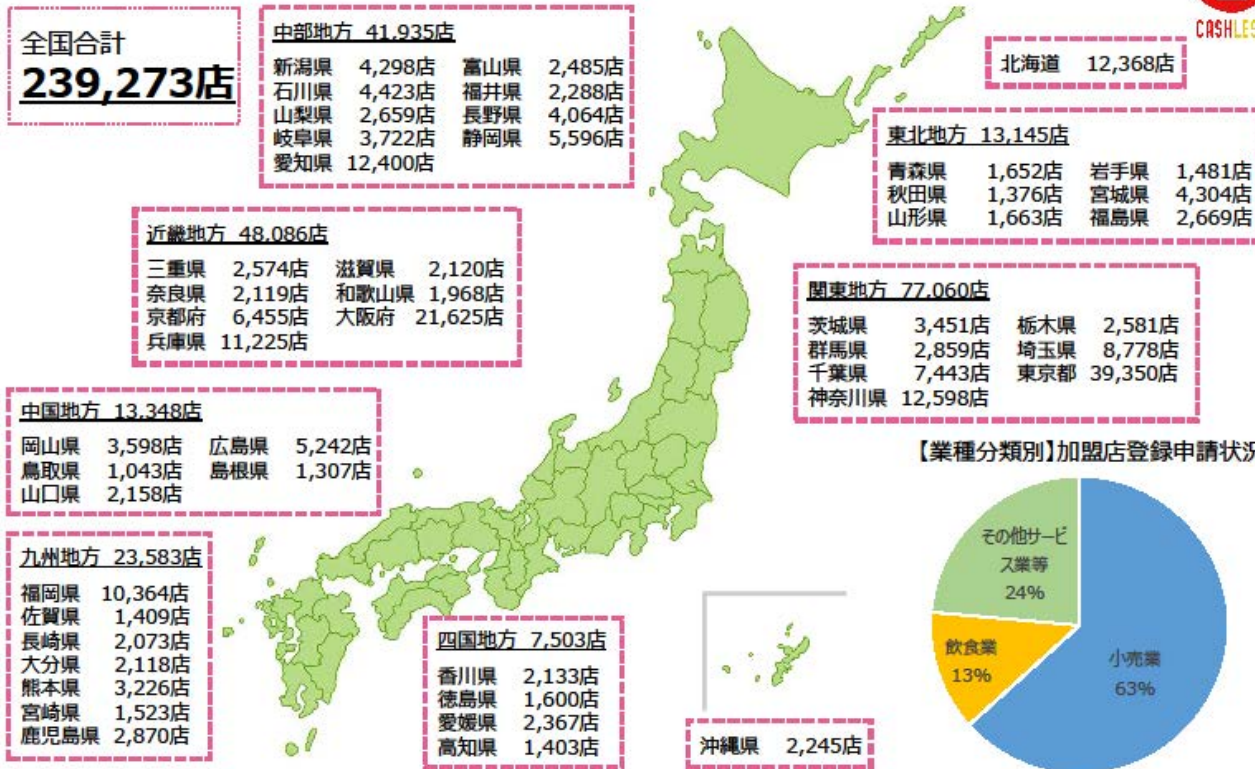 全国合計
239,273店
中部地方 41,935店
新潟県 4,298店 富山県 2,485店
石川県 4,423店 福井県 2,288店
山梨県 2,659店 長野県 4,064店
岐阜県 3,722店 静岡県 5,596店
愛知県 12,400店
CASHLES
北海道 12,368店
東北地方 13,145店
青森県 1,652店 岩手県 1,481店
秋田県 1,376店 宮城県 4,304店
山形県 1,663店 福島県 2,669店
近畿地方 48,086店
三重県 2,574店 滋賀県 2,120店
奈良県 2,119店 和歌山県 1,968店
京都府 6,455店 大阪府 21,625店
兵庫県 11,225店
関東地方 77,060店
茨城県 3,451店 栃木県 2,581店
群馬県 2,859店 埼玉県 8,778店
千葉県 7,443店 東京都 39,350店
神奈川県 12,598店
中国地方 13,348店
岡山県 3,598店 広島県 5,242店
鳥取県 1,043店 島根県 1,307店
山口県 2,158店
【業種分類別】加盟店登録申請状況
その他サービ
ス業等
24%
飲食業
13%
小売業
63%
九州地方 23,583店
福岡県 10,364店
佐賀県 1,409店
長崎県 2,073店
大分県 2,118店
熊本県 3,226店
宮崎県 1,523店
鹿児島県 2,870店
四国地方 7,503店
香川県 2,133店
徳島県 1,600店
愛媛県 2,367店
高知県 1,403店
沖縄県 2,245店